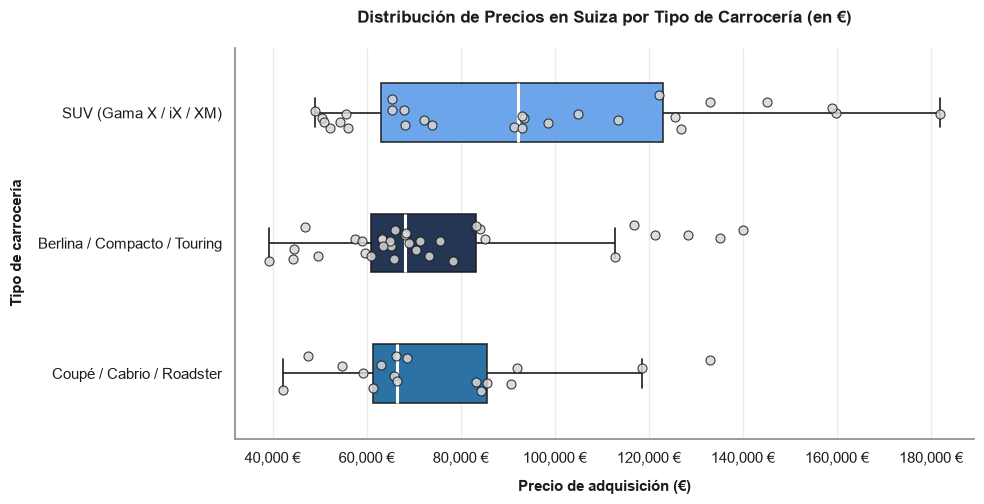 Distribución de Precios en Suiza por Tipo de Carrocería (en €)
SUV (Gama X / iX / XM)
Berlina / Compacto / Touring
Coupé / Cabrio / Roadster
Tipo de carrocería
40,000 € 60,000 € 80,000 € 100,000 € 120,000 € 140,000 € 160,000 € 180,000 €
Precio de adquisición (€)